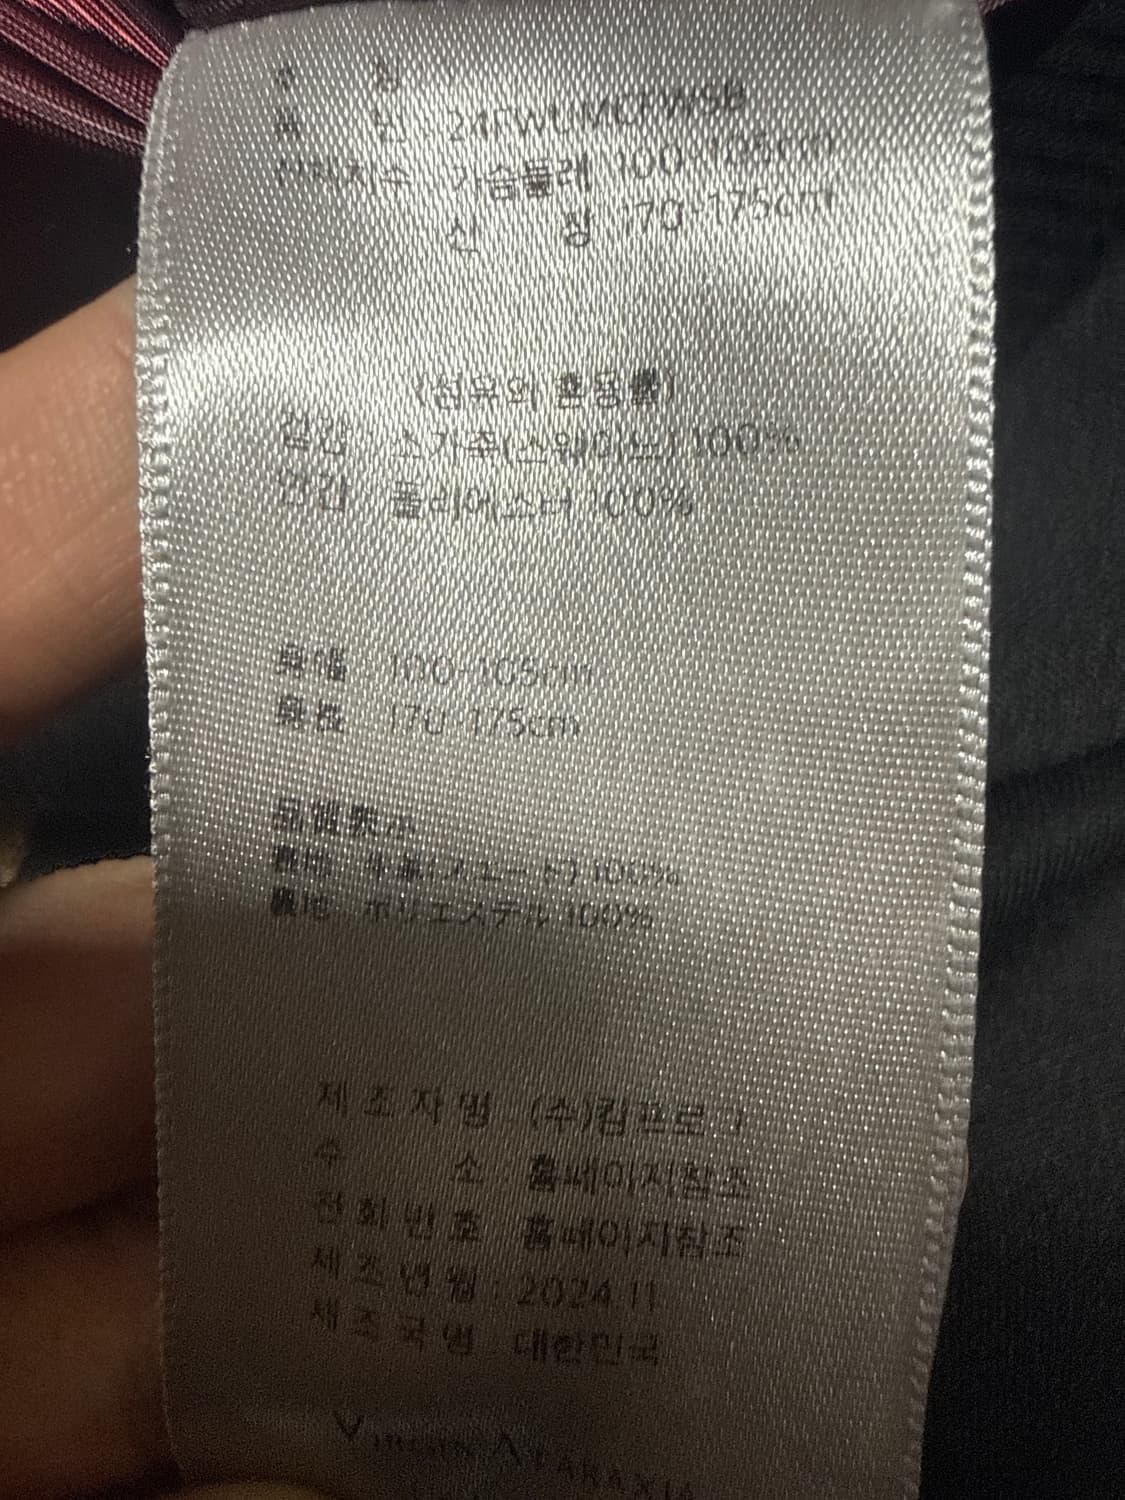 가슴둘레 100-105cm
신 장 170-175cm
(섬유의 혼용률)
겉감 소가죽(스웨이드) 100%
안감 폴리에스터 100%
胸囲 100-105cm
身長 170-175cm
品質表示
表地 牛革(スエード) 100%
裏地 ポリエステル 100%
제조자명 (주)킴프로
주 소 : 홈페이지참조
전화번호 홈페이지참조
제조년월 : 2024.11
제조국명 대한민국
VIRGIN ATARAXIA